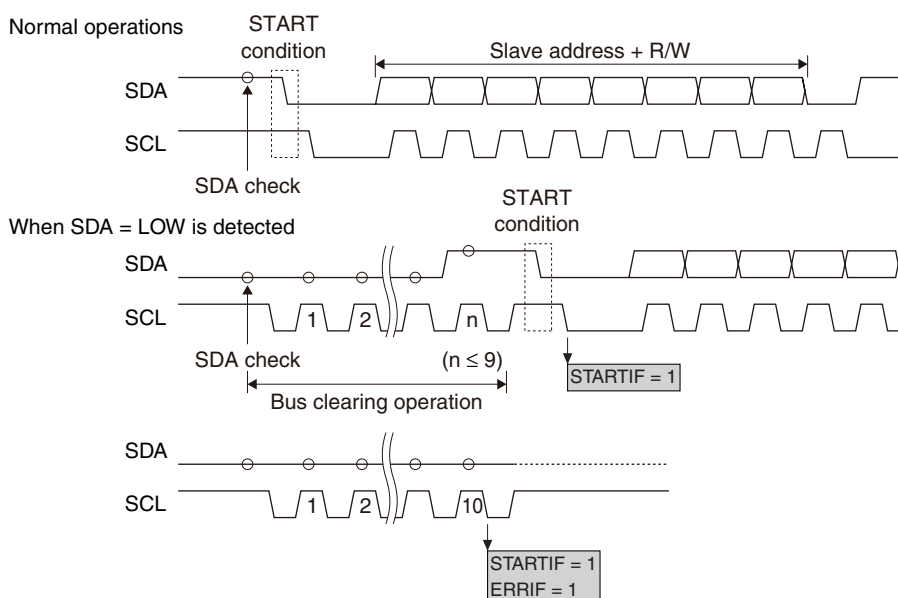 Normal operations
START
condition
Slave address + R/W
SDA
SCL
SDA check
When SDA = LOW is detected
START
condition
SDA
SCL
1
2
n
SDA check
(n ≤ 9)
STARTIF = 1
Bus clearing operation
SDA
SCL
1
2
10
STARTIF = 1
ERRIF = 1